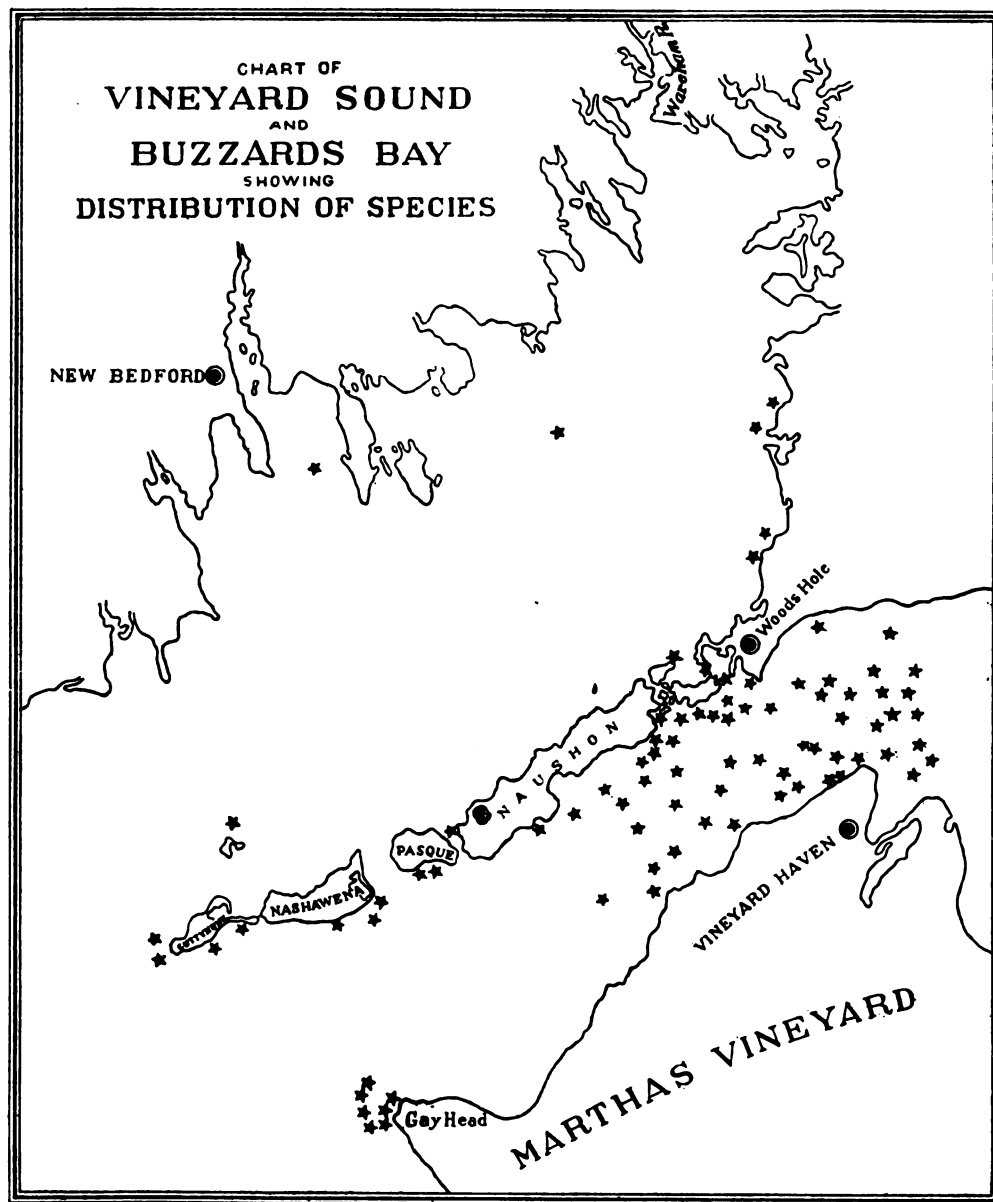 CHART OF
VINEYARD SOUND
AND
BUZZARDS BAY
SHOWING
DISTRIBUTION OF SPECIES
Wareham R.
NEW BEDFORD
Woods Hole
NAUSHON
PASQUE
NASHAWENA
VINEYARD HAVEN
MARTHAS VINEYARD
Gay Head